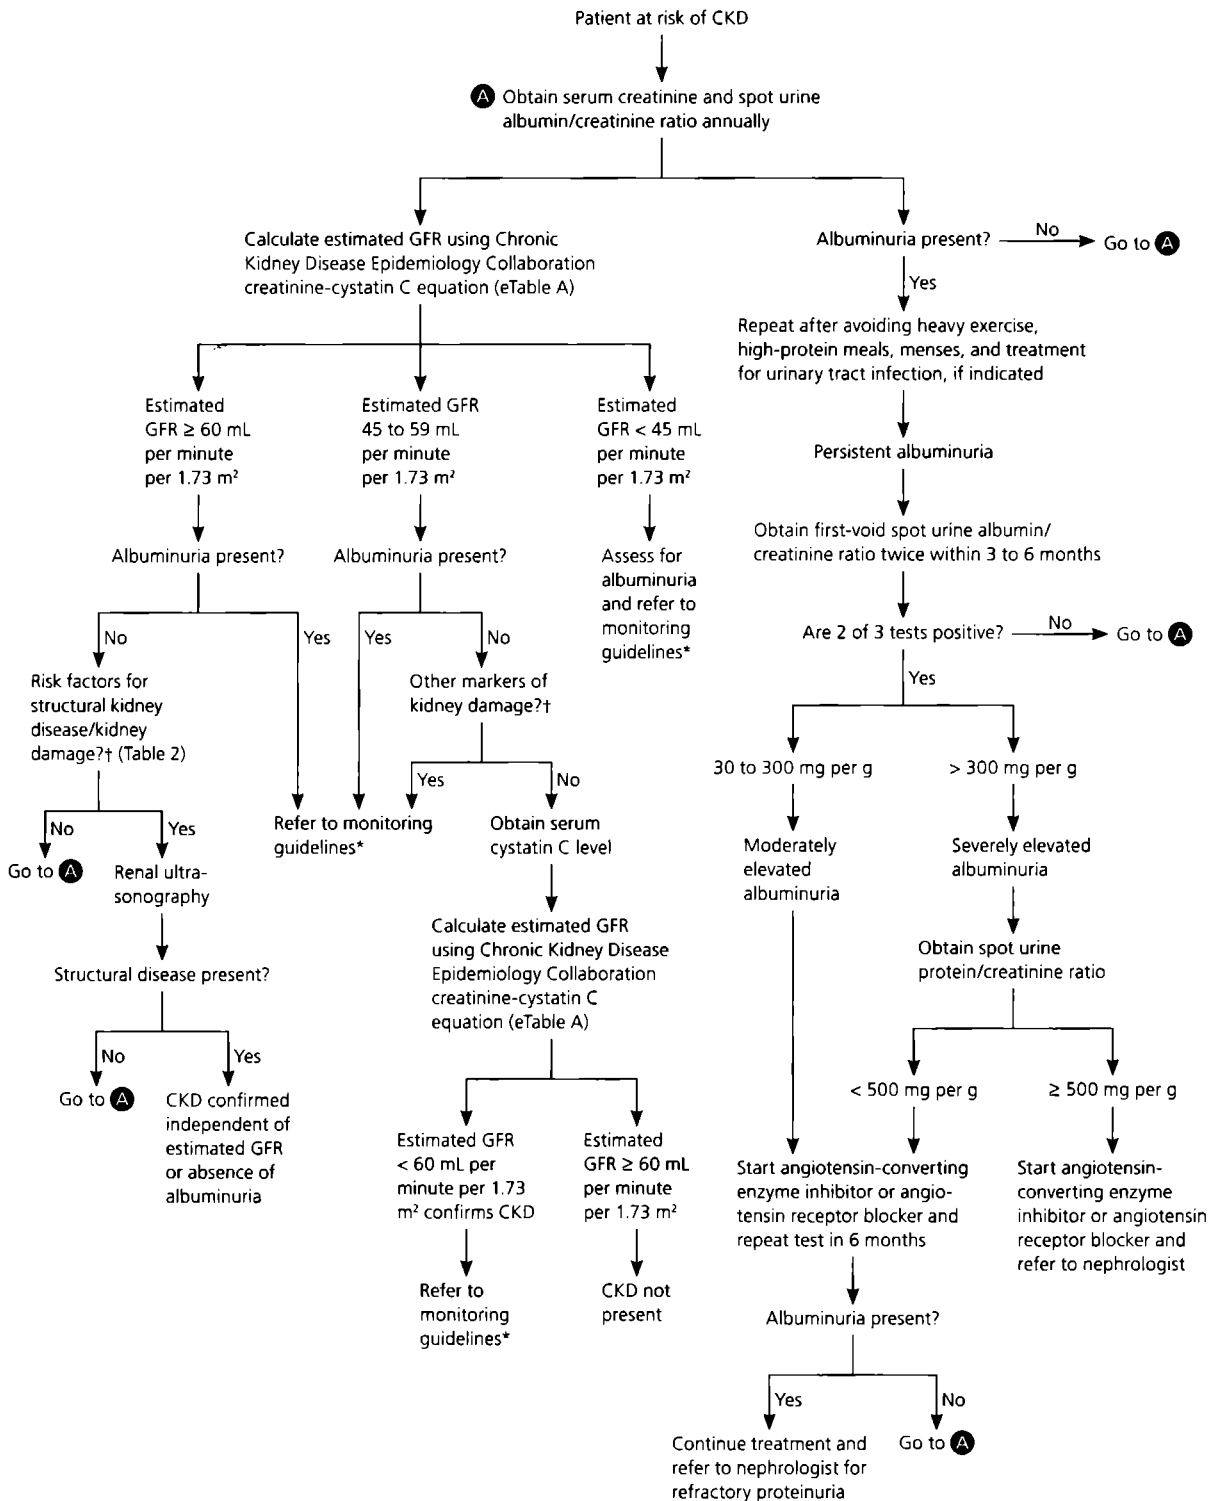 Patient at risk of CKD
A Obtain serum creatinine and spot urine
albumin/creatinine ratio annually
Calculate estimated GFR using Chronic
Kidney Disease Epidemiology Collaboration
creatinine-cystatin C equation (eTable A)
Estimated
GFR ≥ 60 mL
per minute
per 1.73 m²
Albuminuria present?
No
Yes
Risk factors for
structural kidney
disease/kidney
damage?† (Table 2)
No
Yes
Go to A
Renal ultra-
sonography
Structural disease present?
No
Yes
Go to A
CKD confirmed
independent of
estimated GFR
or absence of
albuminuria
Estimated GFR
45 to 59 mL
per minute
per 1.73 m²
Albuminuria present?
Yes
No
Other markers of
kidney damage?†
Yes
No
Refer to monitoring
guidelines*
Obtain serum
cystatin C level
Calculate estimated GFR
using Chronic Kidney Disease
Epidemiology Collaboration
creatinine-cystatin C
equation (eTable A)
Estimated GFR
< 60 mL per
minute per 1.73
m² confirms CKD
Refer to
monitoring
guidelines*
Estimated
GFR ≥ 60 mL
per minute
per 1.73 m²
CKD not
present
Estimated
GFR < 45 mL
per minute
per 1.73 m²
Assess for
albuminuria
and refer to
monitoring
guidelines*
Albuminuria present?
No
Go to A
Yes
Repeat after avoiding heavy exercise,
high-protein meals, menses, and treatment
for urinary tract infection, if indicated
Persistent albuminuria
Obtain first-void spot urine albumin/
creatinine ratio twice within 3 to 6 months
Are 2 of 3 tests positive?
No
Go to A
Yes
30 to 300 mg per g
Moderately
elevated
albuminuria
> 300 mg per g
Severely elevated
albuminuria
Obtain spot urine
protein/creatinine ratio
< 500 mg per g
≥ 500 mg per g
Start angiotensin-converting
enzyme inhibitor or angio-
tensin receptor blocker and
repeat test in 6 months
Start angiotensin-
converting enzyme
inhibitor or angiotensin
receptor blocker and
refer to nephrologist
Albuminuria present?
Yes
No
Continue treatment and
refer to nephrologist for
refractory proteinuria
Go to A